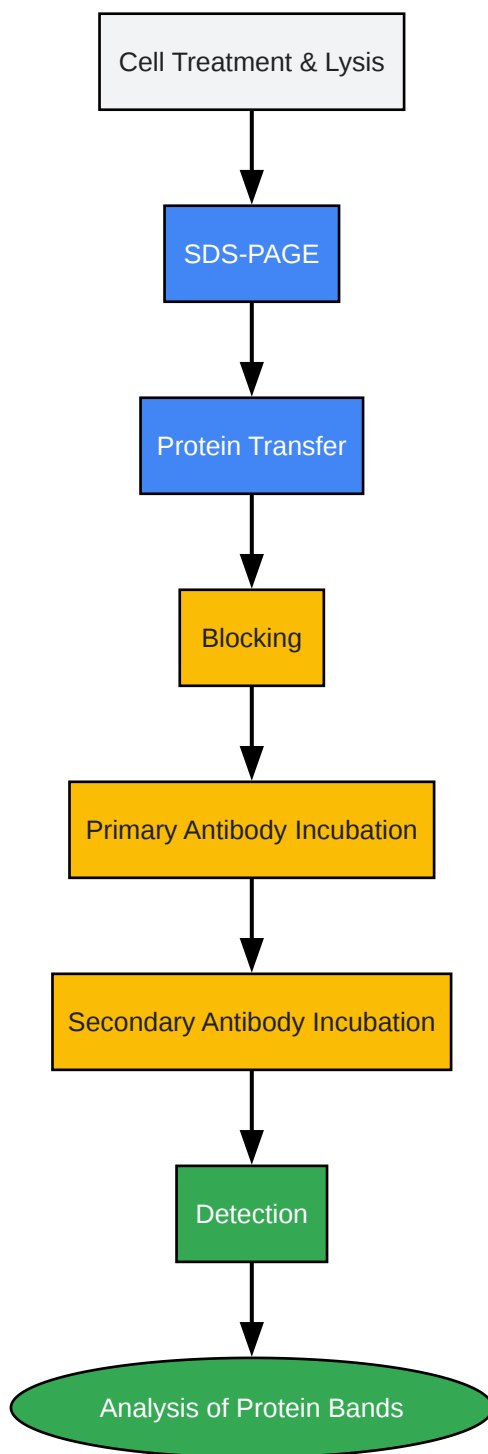 Cell Treatment & Lysis
SDS-PAGE
Protein Transfer
Blocking
Primary Antibody Incubation
Secondary Antibody Incubation
Detection
Analysis of Protein Bands